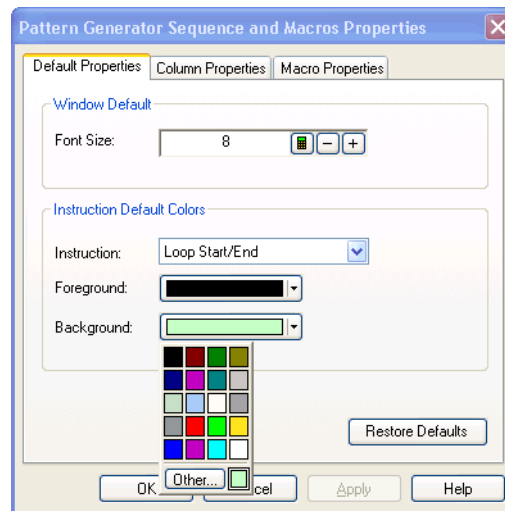 Pattern Generator Sequence and Macros Properties
Default Properties Column Properties Macro Properties
Window Default
Font Size: 8 - +
Instruction Default Colors
Instruction: Loop Start/End
Foreground:
Background:
Restore Defaults
Other...
OK cel Apply Help